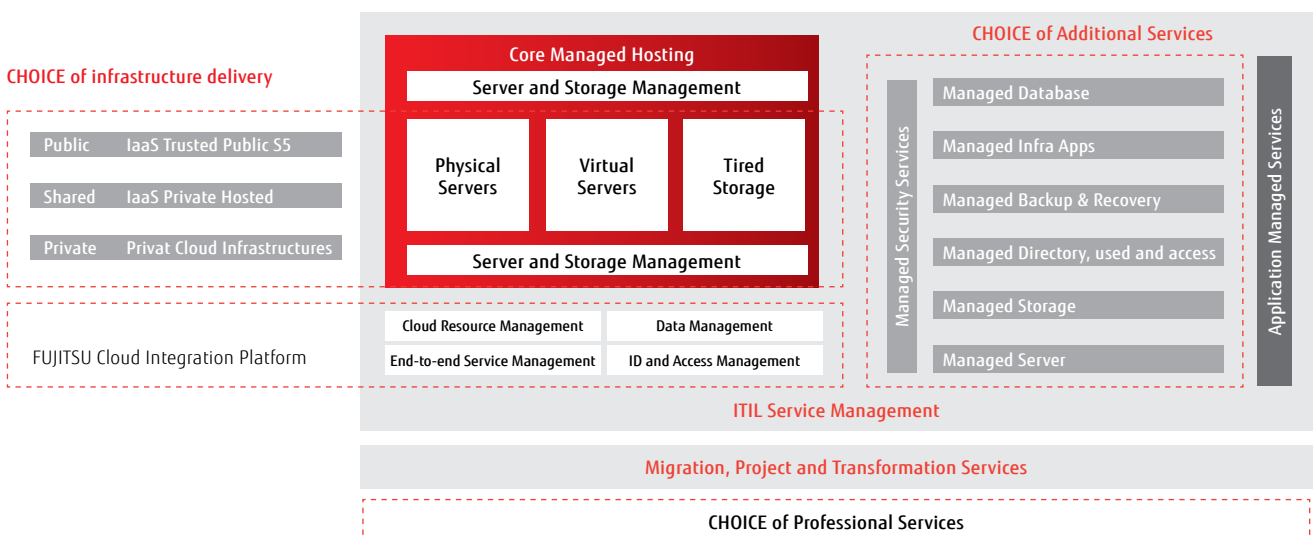 CHOICE of infrastructure delivery
Public IaaS Trusted Public S5
Shared IaaS Private Hosted
Private Privat Cloud Infrastructures
FUJITSU Cloud Integration Platform
Core Managed Hosting
Server and Storage Management
Physical
Servers
Virtual
Servers
Tired
Storage
Server and Storage Management
Cloud Resource Management
Data Management
End-to-end Service Management
ID and Access Management
CHOICE of Additional Services
Managed Security Services
Managed Database
Managed Infra Apps
Managed Backup & Recovery
Managed Directory, used and access
Managed Storage
Managed Server
Application Managed Services
ITIL Service Management
Migration, Project and Transformation Services
CHOICE of Professional Services